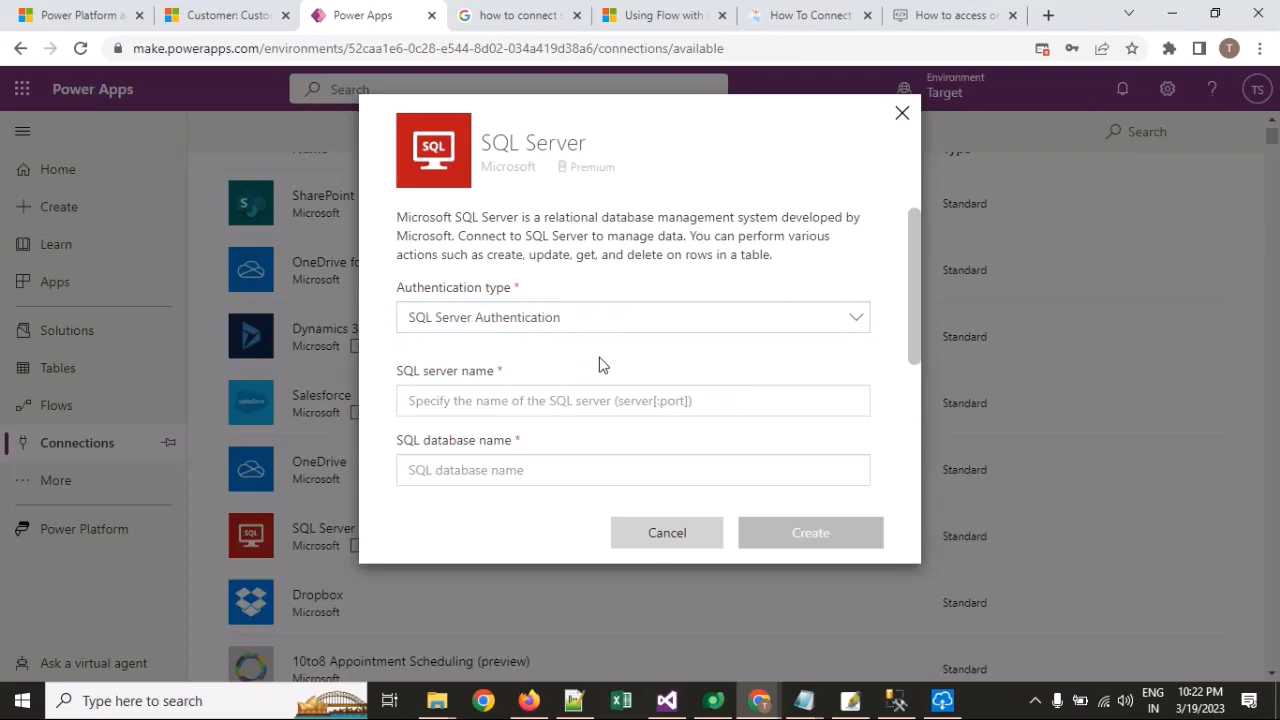 Power Platform a
Customer: Custo
Power Apps
how to connect s
Using Flow with
How To Connect
How to access o
make.powerapps.com/environments/52caa1e6-0c28-e544-8d02-034a419d38a6/connections/available
T
Power Apps
Search
Environment
Target
TS
Search
Home
Create
Learn
Apps
Solutions
Tables
Flows
Connections
More
Power Platform
Ask a virtual agent
Name
Type
SharePoint
Microsoft
Standard
OneDrive fo
Microsoft
Standard
Dynamics 3
Microsoft
Standard
Salesforce
Microsoft
Standard
OneDrive
Microsoft
Standard
SQL Server
Microsoft
Standard
Dropbox
Microsoft
Standard
10to8 Appointment Scheduling (preview)
Standard
SQL
SQL Server
Microsoft
Premium
Microsoft SQL Server is a relational database management system developed by
Microsoft. Connect to SQL Server to manage data. You can perform various
actions such as create, update, get, and delete on rows in a table.
Authentication type *
SQL Server Authentication
SQL server name *
Specify the name of the SQL server (server[:port])
SQL database name *
SQL database name
Cancel
Create
Type here to search
ENG
IN
10:22 PM
3/19/2023